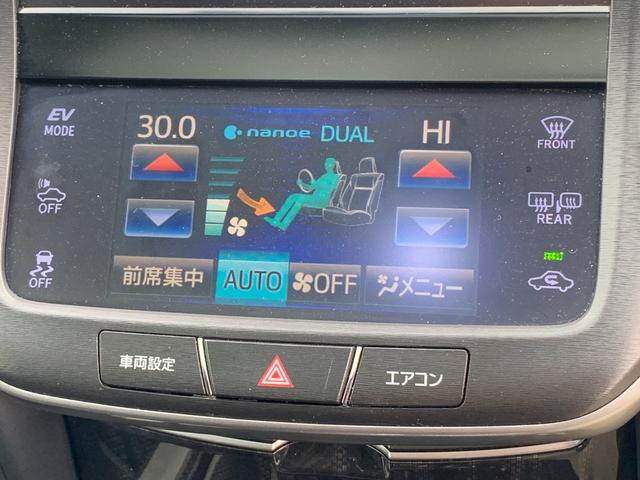 EV
MODE
30.0
nanoe DUAL
HI
FRONT
OFF
REAR
OFF
前席集中
AUTO
OFF
メニュー
車両設定
エアコン